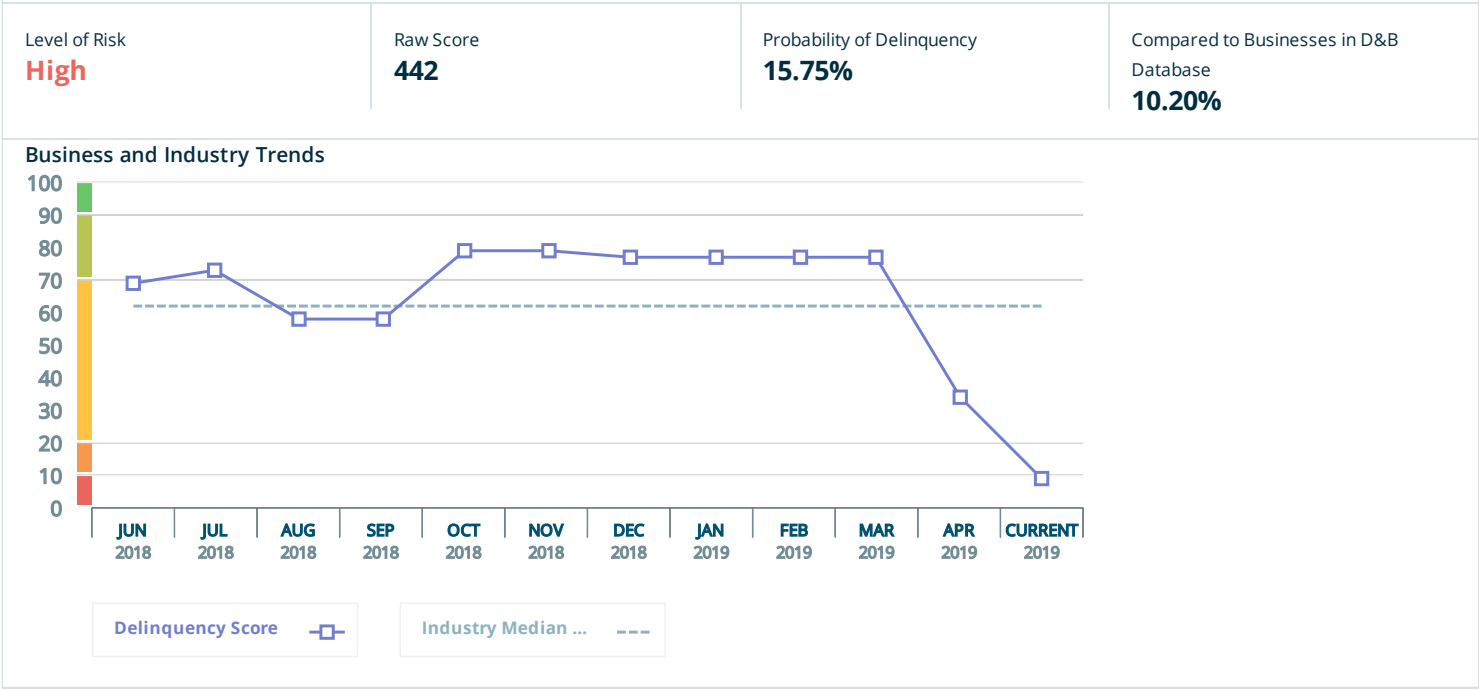 Level of Risk
High
Raw Score
442
Probability of Delinquency
15.75%
Compared to Businesses in D&B
Database
10.20%
Business and Industry Trends
100
90
80
70
60
50
40
30
20
10
0
JUN JUL AUG SEP OCT NOV DEC JAN FEB MAR APR CURRENT
2018 2018 2018 2018 2018 2018 2018 2019 2019 2019 2019 2019
Delinquency Score
Industry Median ...